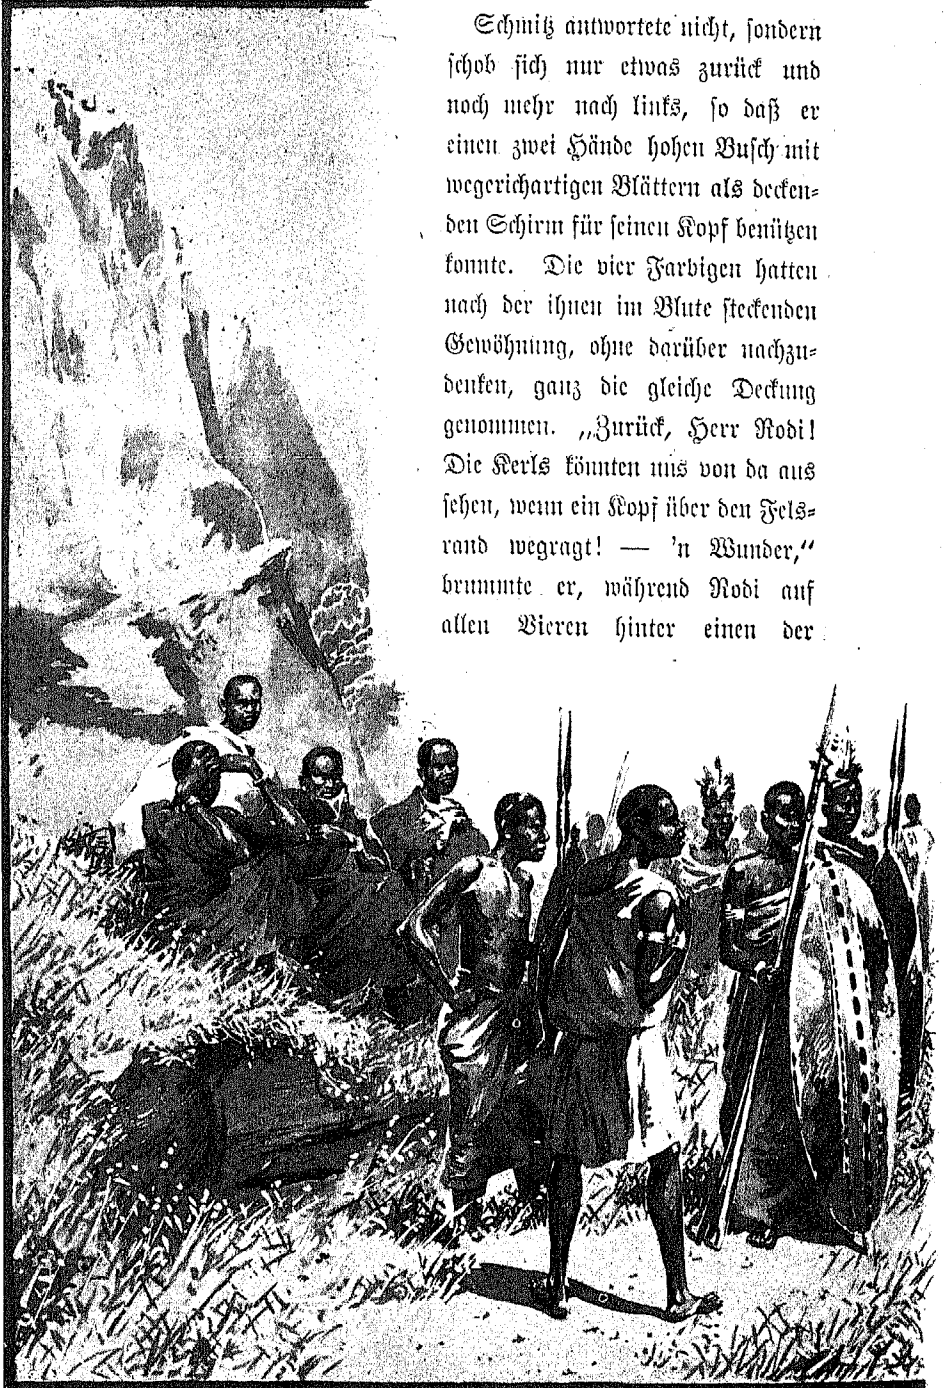 Schmitz antwortete nicht, sondern
schob sich nur etwas zurück und
noch mehr nach links, so daß er
einen zwei Hände hohen Busch mit
wegerichartigen Blättern als decken-
den Schirm für seinen Kopf benützen
konnte. Die vier Farbigen hatten
nach der ihnen im Blute steckenden
Gewöhnung, ohne darüber nachzu-
denken, ganz die gleiche Deckung
genommen. „Zurück, Herr Rodi!
Die Kerls könnten uns von da aus
sehen, wenn ein Kopf über den Fels-
rand wegragt! — 'n Wunder,“
brummte er, während Rodi auf
allen Vieren hinter einen der